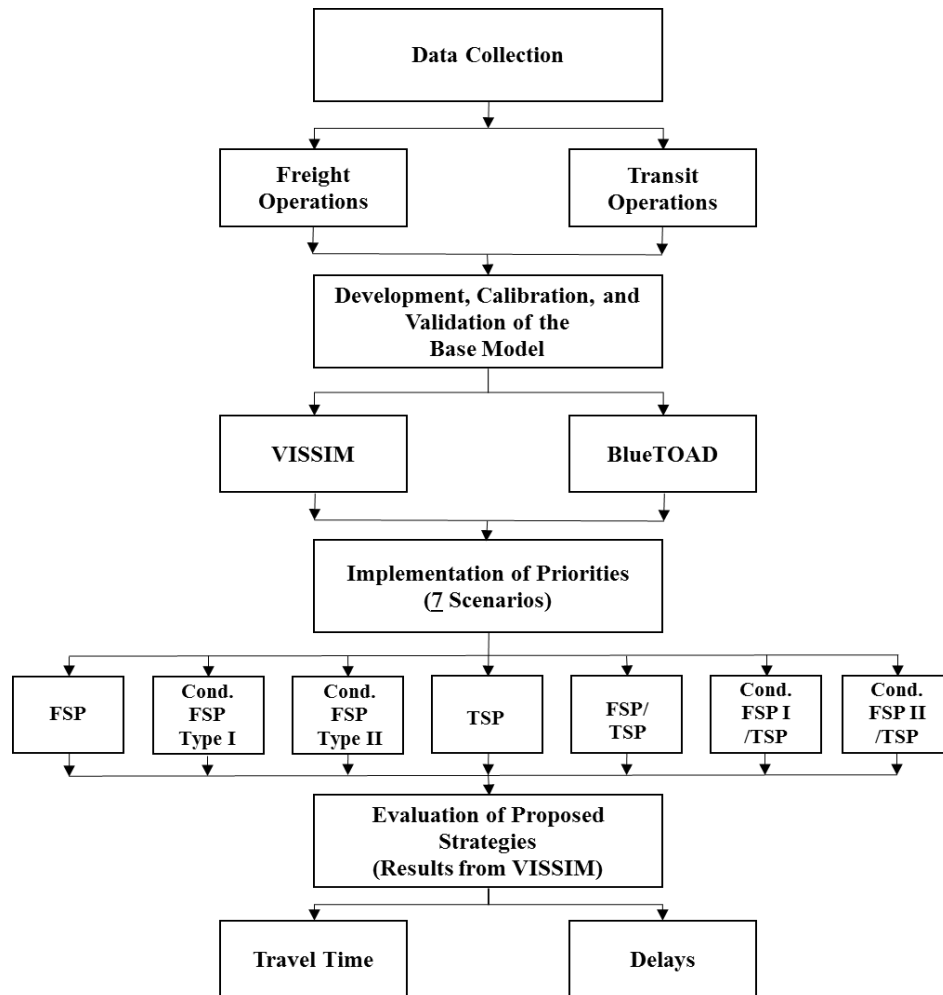 Data Collection
Freight
Operations
Transit
Operations
Development, Calibration, and
Validation of the
Base Model
VISSIM
BlueTOAD
Implementation of Priorities
(7 Scenarios)
FSP
Cond.
FSP
Type I
Cond.
FSP
Type II
TSP
FSP/
TSP
Cond.
FSP I
/TSP
Cond.
FSP II
/TSP
Evaluation of Proposed
Strategies
(Results from VISSIM)
Travel Time
Delays